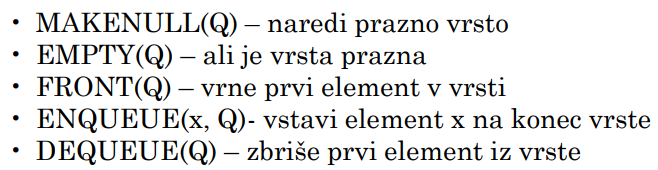 • MAKENULL(Q) – naredi prazno vrsto
• EMPTY(Q) – ali je vrsta prazna
• FRONT(Q) – vrne prvi element v vrsti
• ENQUEUE(x, Q)- vstavi element x na konec vrste
• DEQUEUE(Q) – zbriše prvi element iz vrste